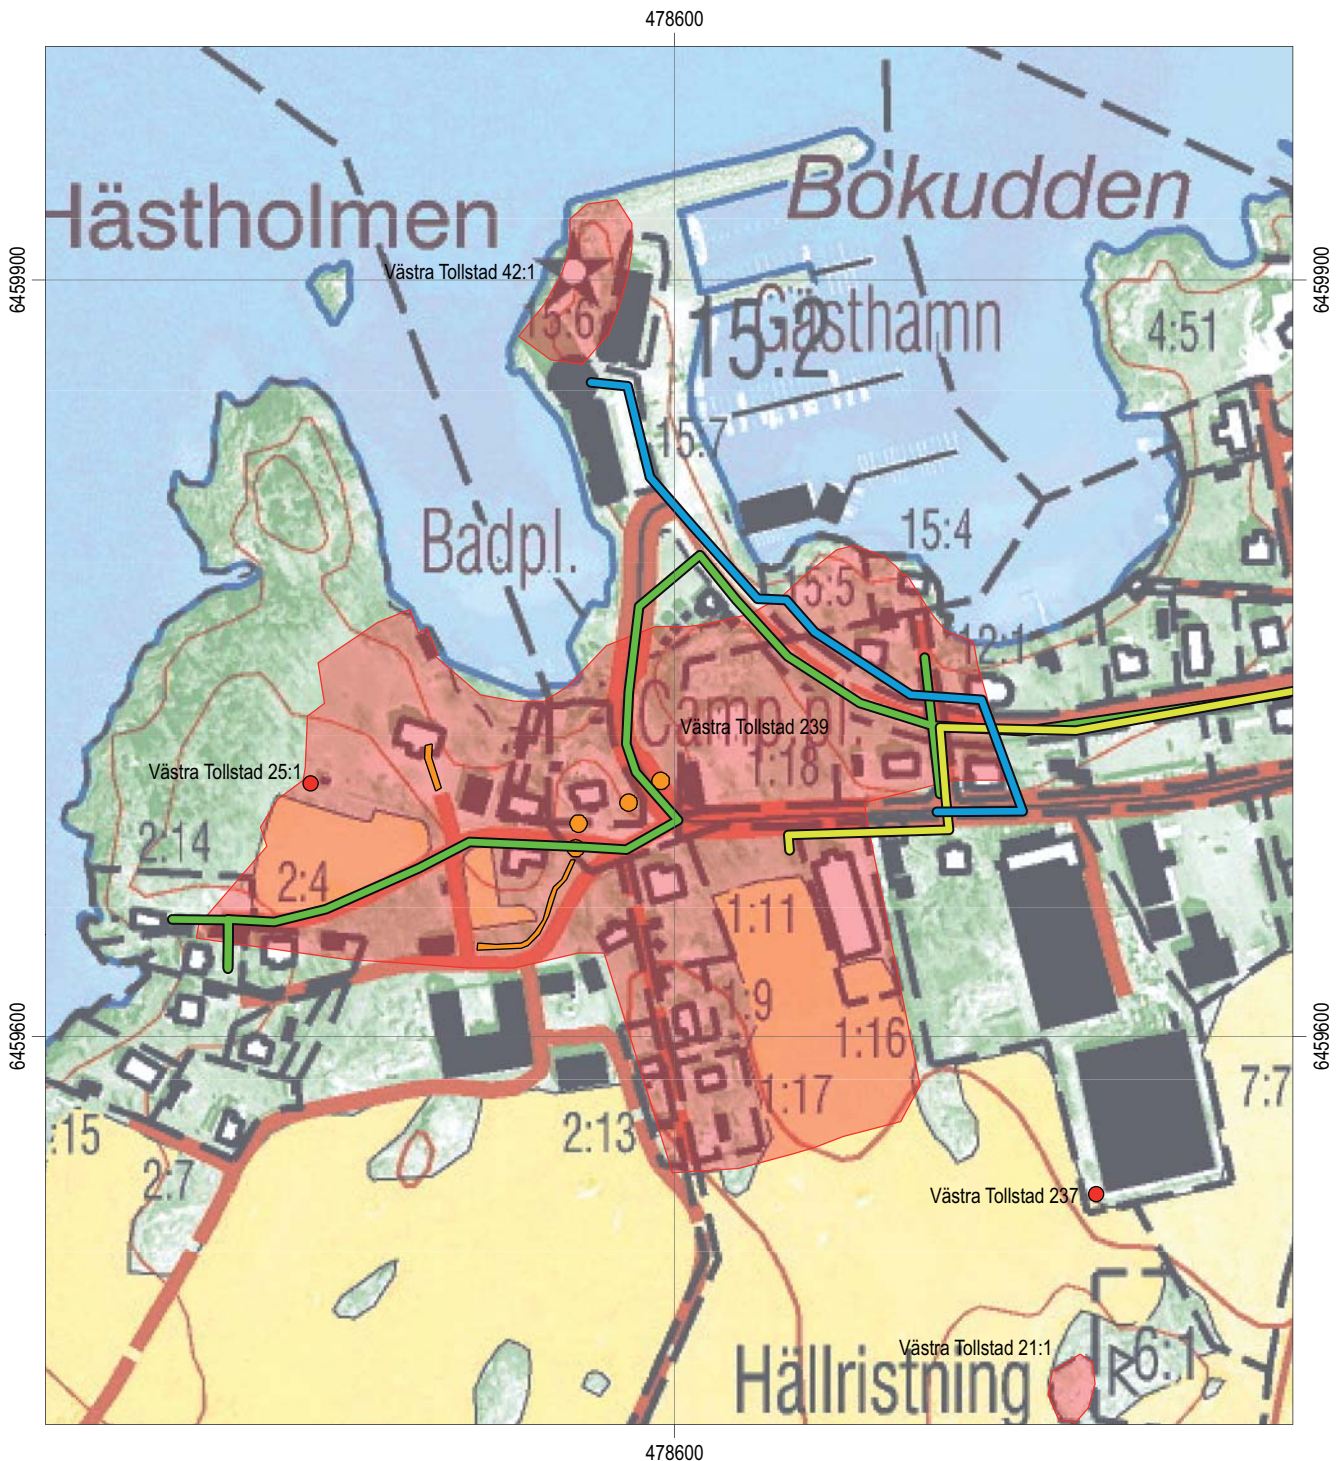 478600
Hästholmen
Bökudden
Västra Tollstad 42:1
6459900
6459900
15:6
15:2
Gästhamn
4:51
15:7
Badpl.
15:4
15:5
12:1
Camp.pl.
Västra Tollstad 239
1:18
Västra Tollstad 25:1
2:14
2:4
1:11
1:9
1:16
6459600
6459600
1:17
7:7
:15
2:13
2:7
Västra Tollstad 237
Västra Tollstad 21:1
Hällristning
R
6:1
478600